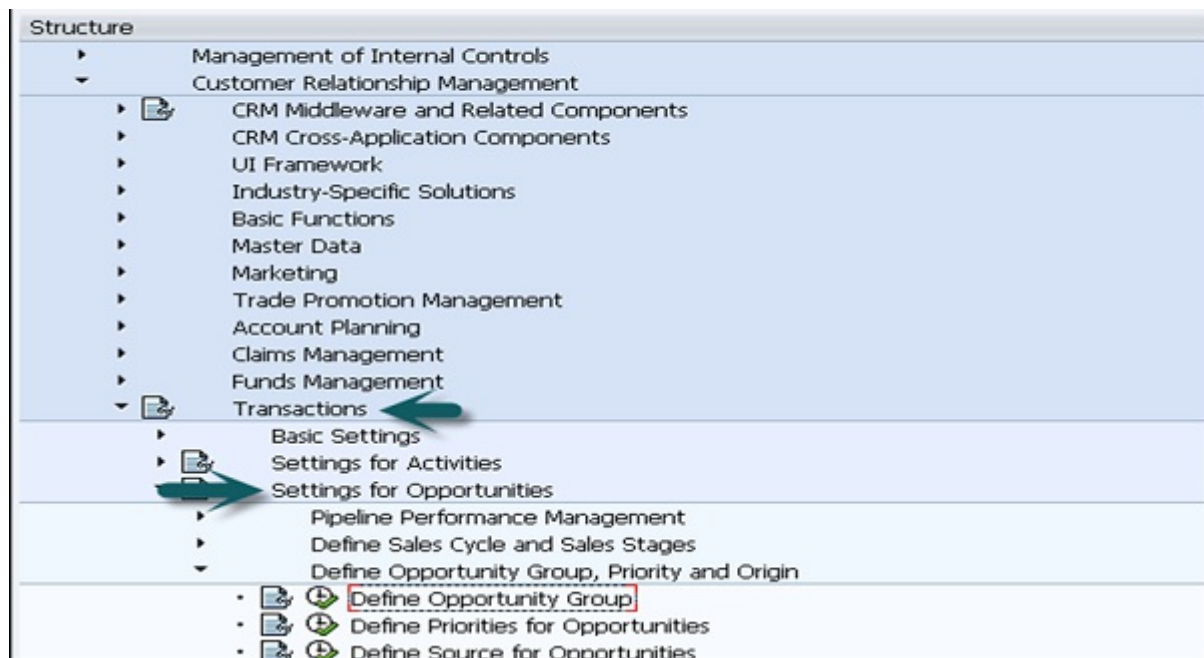 Structure
Management of Internal Controls
Customer Relationship Management
CRM Middleware and Related Components
CRM Cross-Application Components
UI Framework
Industry-Specific Solutions
Basic Functions
Master Data
Marketing
Trade Promotion Management
Account Planning
Claims Management
Funds Management
Transactions
Basic Settings
Settings for Activities
Settings for Opportunities
Pipeline Performance Management
Define Sales Cycle and Sales Stages
Define Opportunity Group, Priority and Origin
Define Opportunity Group
Define Priorities for Opportunities
Define Source for Opportunities